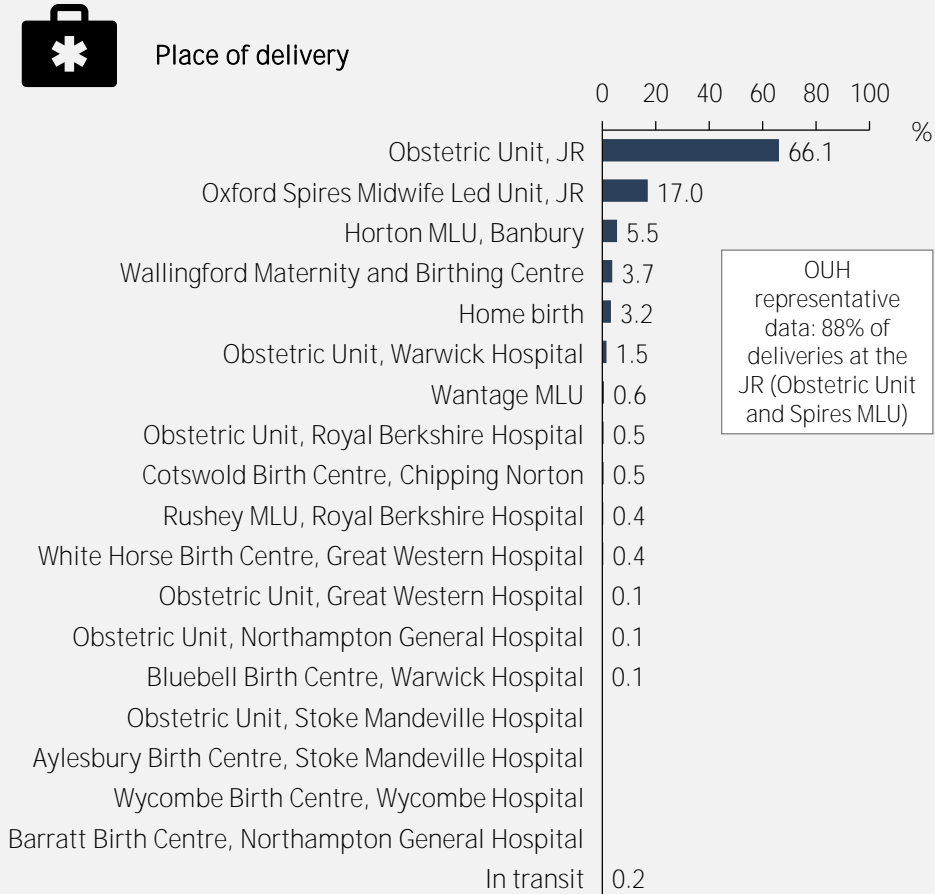 Place of delivery
0 20 40 60 80 100
%
Obstetric Unit, JR 66.1
Oxford Spires Midwife Led Unit, JR 17.0
Horton MLU, Banbury 5.5
Wallingford Maternity and Birthing Centre 3.7
Home birth 3.2
Obstetric Unit, Warwick Hospital 1.5
Wantage MLU 0.6
Obstetric Unit, Royal Berkshire Hospital 0.5
Cotswold Birth Centre, Chipping Norton 0.5
Rushey MLU, Royal Berkshire Hospital 0.4
White Horse Birth Centre, Great Western Hospital 0.4
Obstetric Unit, Great Western Hospital 0.1
Obstetric Unit, Northampton General Hospital 0.1
Bluebell Birth Centre, Warwick Hospital 0.1
Obstetric Unit, Stoke Mandeville Hospital
Aylesbury Birth Centre, Stoke Mandeville Hospital
Wycombe Birth Centre, Wycombe Hospital
Barratt Birth Centre, Northampton General Hospital
In transit 0.2
OUH
representative
data: 88% of
deliveries at the
JR (Obstetric Unit
and Spires MLU)